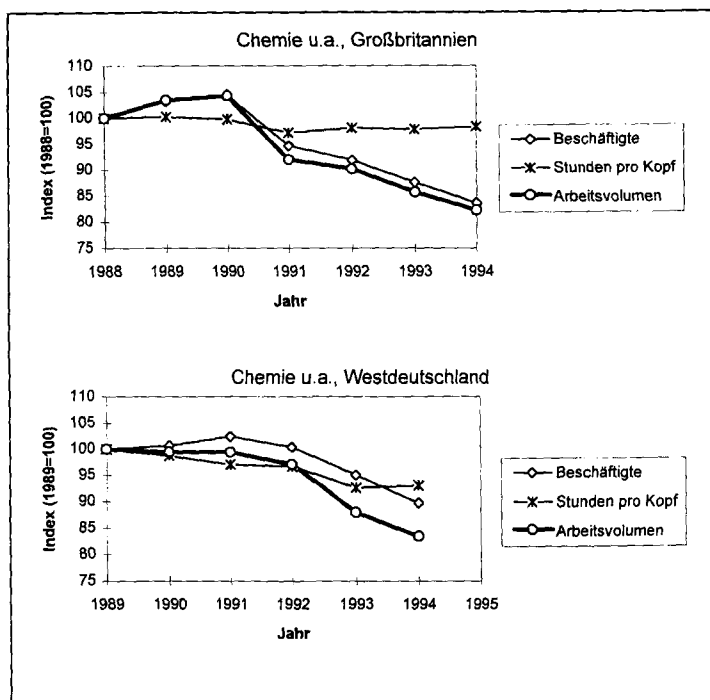 Chemie u.a., Großbritannien
Index (1988=100)
110
105
100
95
90
85
80
75
1988 1989 1990 1991 1992 1993 1994
Jahr
Beschäftigte
Stunden pro Kopf
Arbeitsvolumen
Chemie u.a., Westdeutschland
Index (1989=100)
110
105
100
95
90
85
80
75
1989 1990 1991 1992 1993 1994 1995
Jahr
Beschäftigte
Stunden pro Kopf
Arbeitsvolumen